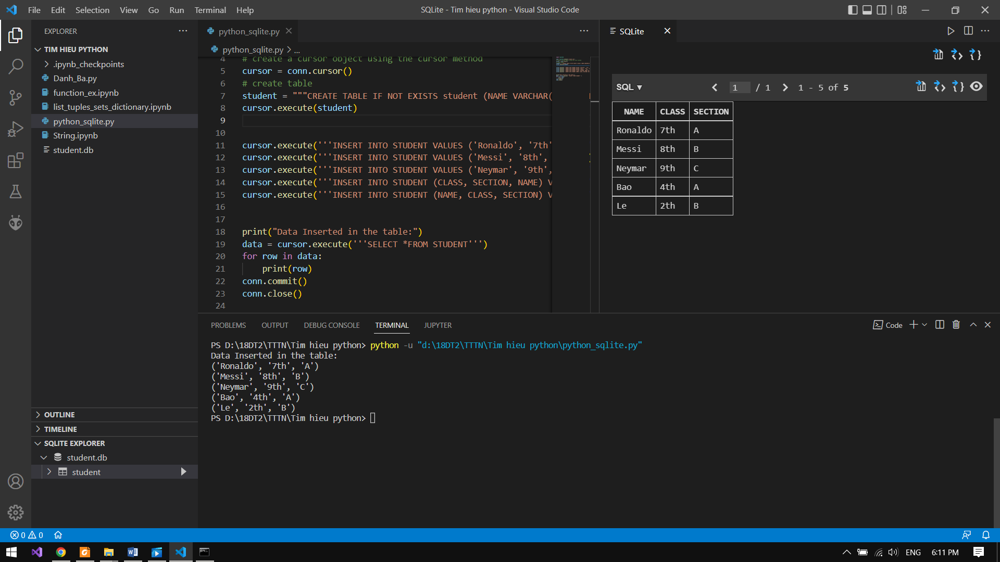 File Edit Selection View Go Run Terminal Help
SQLite - Tim hieu python - Visual Studio Code
EXPLORER
TIM HIEU PYTHON
.ipynb_checkpoints
Danh_Ba.py
function_ex.ipynb
list_tuples_sets_dictionary.ipynb
python_sqlite.py
String.ipynb
student.db
OUTLINE
TIMELINE
SQLITE EXPLORER
student.db
student
python_sqlite.py
python_sqlite.py > ...
4 # create a cursor object using the cursor method
5 cursor = conn.cursor()
6 # create table
7 student = """CREATE TABLE IF NOT EXISTS student (NAME VARCHAR(
8 cursor.execute(student)
9
10
11 cursor.execute('''INSERT INTO STUDENT VALUES ('Ronaldo', '7th'
12 cursor.execute('''INSERT INTO STUDENT VALUES ('Messi', '8th',
13 cursor.execute('''INSERT INTO STUDENT VALUES ('Neymar', '9th',
14 cursor.execute('''INSERT INTO STUDENT (CLASS, SECTION, NAME) V
15 cursor.execute('''INSERT INTO STUDENT (NAME, CLASS, SECTION) V
16
17
18 print("Data Inserted in the table:")
19 data = cursor.execute('''SELECT *FROM STUDENT''')
20 for row in data:
21 print(row)
22 conn.commit()
23 conn.close()
24
SQLite
SQL ▼ 1 / 1 1 - 5 of 5
NAME CLASS SECTION
Ronaldo 7th A
Messi 8th B
Neymar 9th C
Bao 4th A
Le 2th B
PROBLEMS OUTPUT DEBUG CONSOLE TERMINAL JUPYTER
Code
PS D:\18DT2\TTTN\Tim hieu python> python -u "d:\18DT2\TTTN\Tim hieu python\python_sqlite.py"
Data Inserted in the table:
('Ronaldo', '7th', 'A')
('Messi', '8th', 'B')
('Neymar', '9th', 'C')
('Bao', '4th', 'A')
('Le', '2th', 'B')
PS D:\18DT2\TTTN\Tim hieu python>
0 0
ENG 6:11 PM